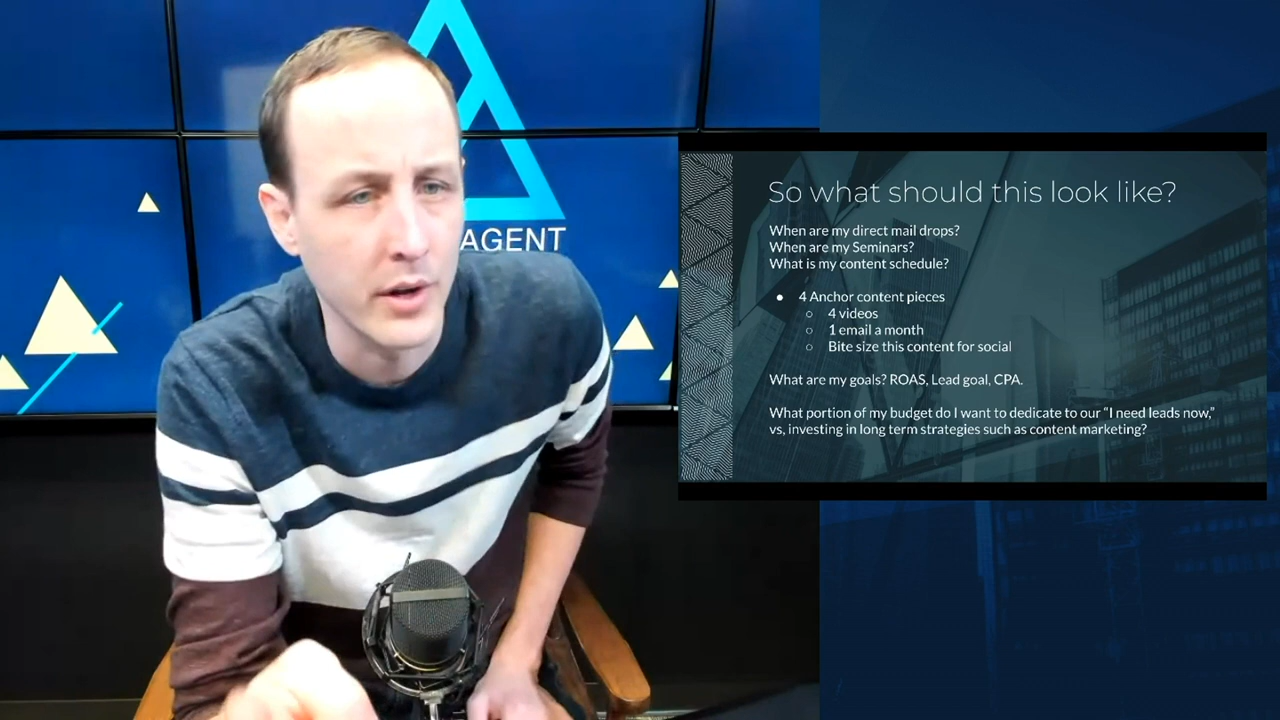 AGENT
So what should this look like?
When are my direct mail drops?
When are my Seminars?
What is my content schedule?
● 4 Anchor content pieces
○ 4 videos
○ 1 email a month
○ Bite size this content for social
What are my goals? ROAS, Lead goal, CPA.
What portion of my budget do I want to dedicate to our “I need leads now,”
vs, investing in long term strategies such as content marketing?